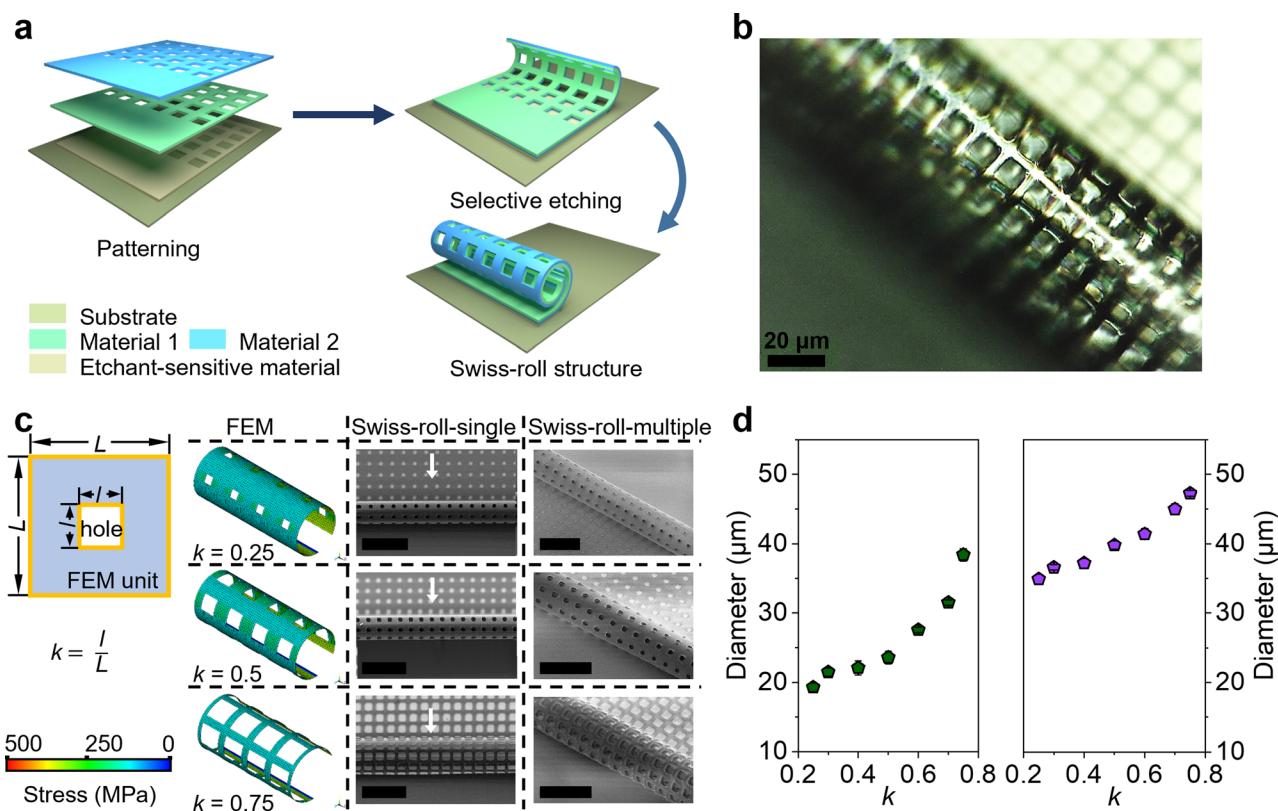 a
Patterning
Selective etching
Swiss-roll structure
Substrate
Material 1
Material 2
Etchant-sensitive material
b
20 µm
c
FEM
Swiss-roll-single
Swiss-roll-multiple
L
L
l
l
hole
FEM unit
k = l/L
k = 0.25
k = 0.5
k = 0.75
500
250
0
Stress (MPa)
d
50
40
30
20
10
0.2
0.4
0.6
0.8
Diameter (µm)
0.2
0.4
0.6
0.8
k
50
40
30
20
10
Diameter (µm)